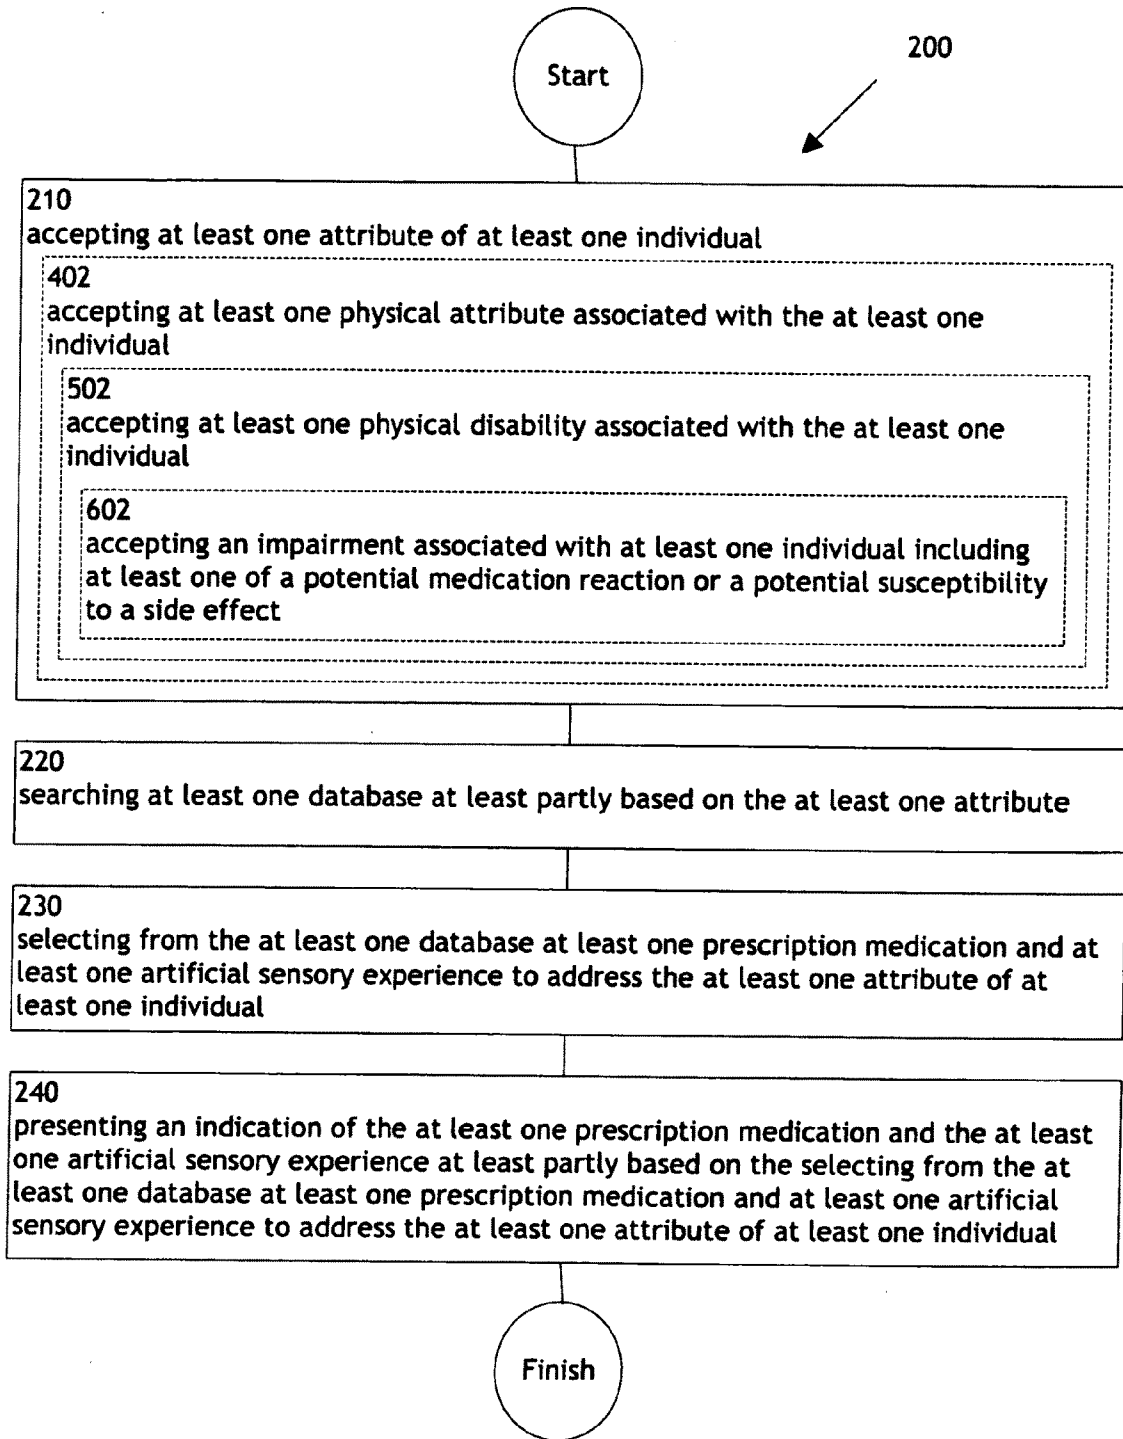 Start
200
210
accepting at least one attribute of at least one individual
402
accepting at least one physical attribute associated with the at least one
individual
502
accepting at least one physical disability associated with the at least one
individual
602
accepting an impairment associated with at least one individual including
at least one of a potential medication reaction or a potential susceptibility
to a side effect
220
searching at least one database at least partly based on the at least one attribute
230
selecting from the at least one database at least one prescription medication and at
least one artificial sensory experience to address the at least one attribute of at
least one individual
240
presenting an indication of the at least one prescription medication and the at least
one artificial sensory experience at least partly based on the selecting from the at
least one database at least one prescription medication and at least one artificial
sensory experience to address the at least one attribute of at least one individual
Finish